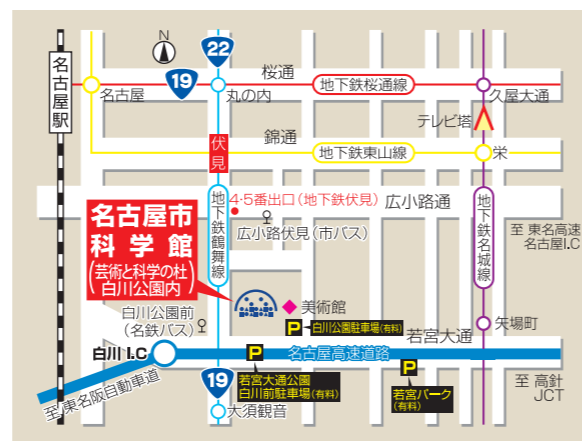 N
22
名古屋駅
19
桜通
地下鉄桜通線
名古屋
丸の内
久屋大通
テレビ塔
伏見
錦通
地下鉄東山線
栄
4・5番出口(地下鉄伏見)
広小路通
広小路伏見(市バス)
地下鉄鶴舞線
地下鉄名城線
至 東名高速
名古屋I.C
名古屋市
科学館
(芸術と科学の杜
白川公園内)
美術館
白川公園前
(名鉄バス)
P
白川公園駐車場(有料)
若宮大通
矢場町
白川I.C
名古屋高速道路
P
若宮大通公園
白川前駐車場(有料)
P
若宮パーク
(有料)
至 高針
JCT
至 東名阪自動車道
19
大須観音